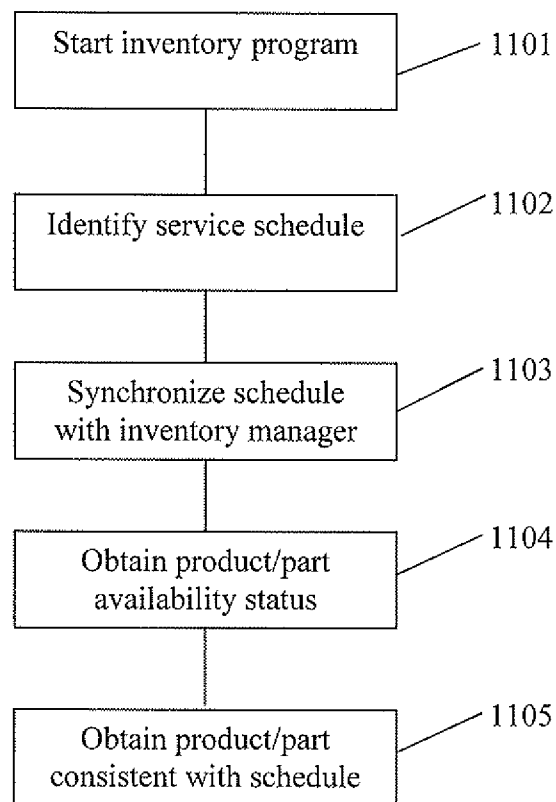 Start inventory program
1101
Identify service schedule
1102
Synchronize schedule
with inventory manager
1103
Obtain product/part
availability status
1104
Obtain product/part
consistent with schedule
1105